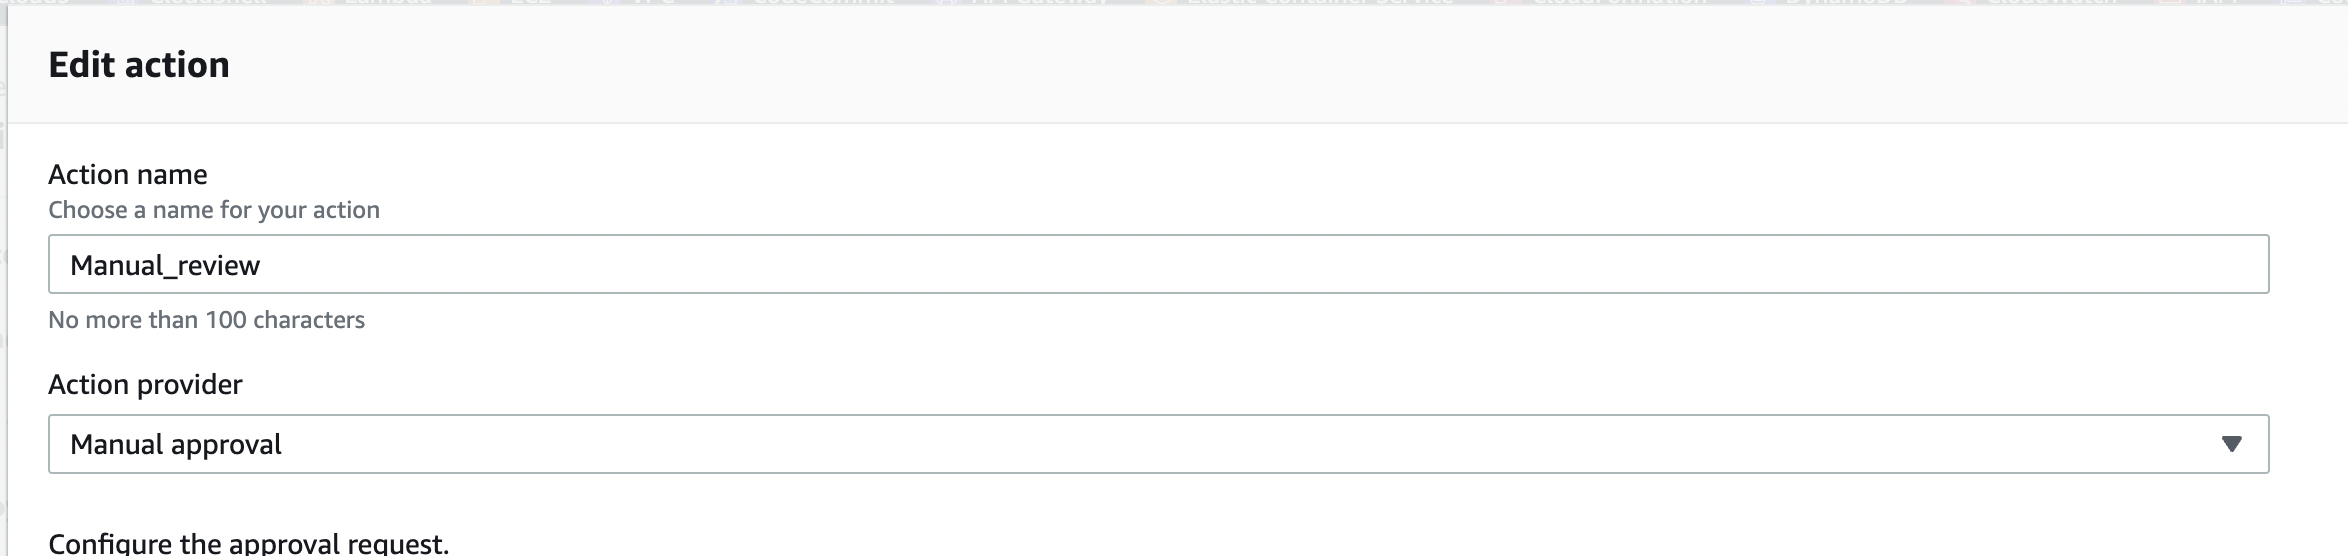 Edit action
Action name
Choose a name for your action
Manual_review
No more than 100 characters
Action provider
Manual approval
Configure the approval request.